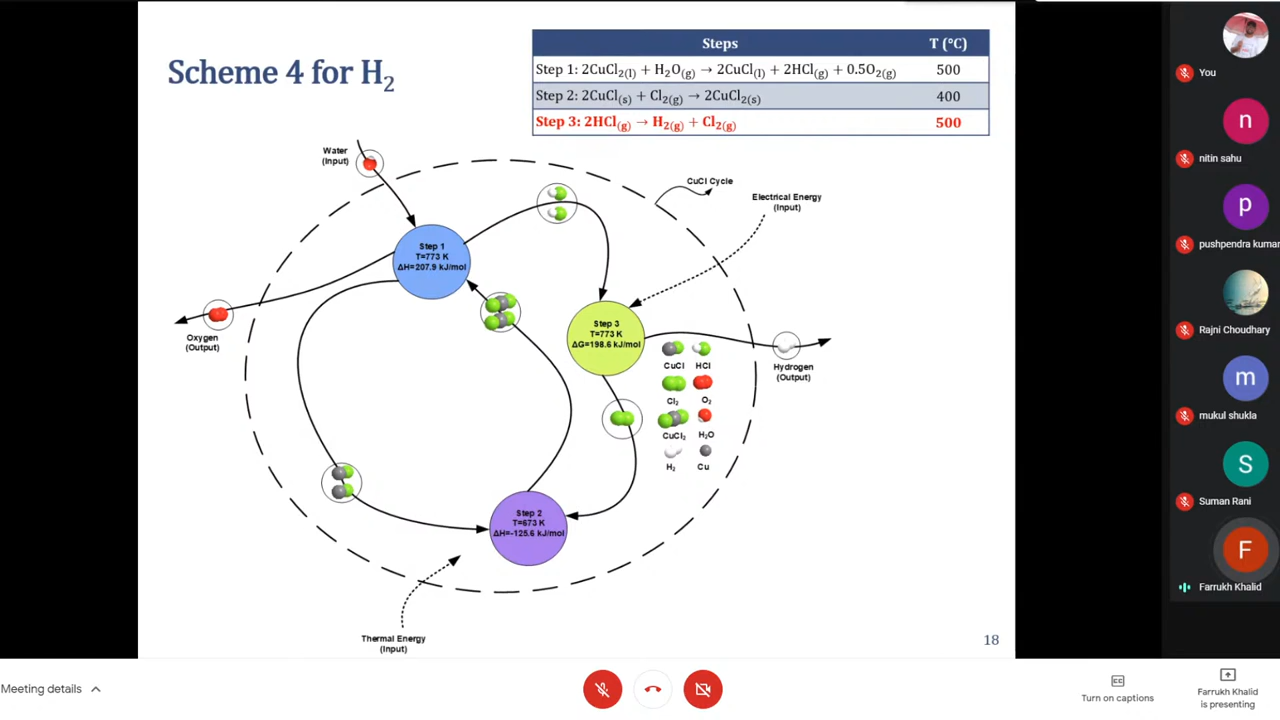 Scheme 4 for H₂
Steps T (°C)
Step 1: 2CuCl₂(l) + H₂O(g) → 2CuCl(l) + 2HCl(g) + 0.5O₂(g) 500
Step 2: 2CuCl(s) + Cl₂(g) → 2CuCl₂(s) 400
Step 3: 2HCl(g) → H₂(g) + Cl₂(g) 500
Water
(Input)
CuCl Cycle
Electrical Energy
(Input)
Step 1
T=773 K
ΔH=207.9 kJ/mol
Oxygen
(Output)
Step 3
T=773 K
ΔG=198.6 kJ/mol
Hydrogen
(Output)
CuCl HCl
Cl₂ O₂
CuCl₂ H₂O
H₂ Cu
Step 2
T=673 K
ΔH=-125.6 kJ/mol
Thermal Energy
(Input)
18
You
n
nitin sahu
p
pushpendra kumar
Rajni Choudhary
m
mukul shukla
S
Suman Rani
F
Farrukh Khalid
Meeting details
CC
Turn on captions
Farrukh Khalid
is presenting